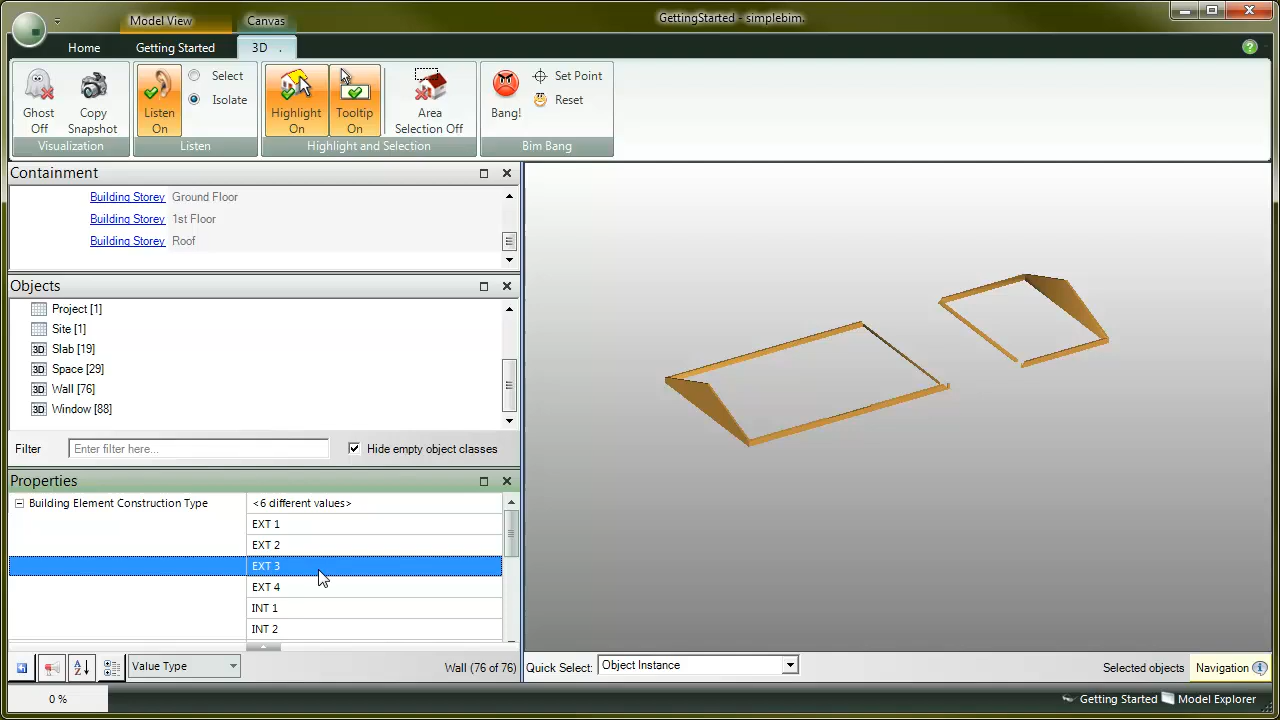 Model View
Canvas
GettingStarted - simplebim.
Home
Getting Started
3D
Ghost Off
Copy Snapshot
Listen On
Select
Isolate
Highlight On
Tooltip On
Area Selection Off
Bang!
Set Point
Reset
Visualization
Listen
Highlight and Selection
Bim Bang
Containment
Building Storey Ground Floor
Building Storey 1st Floor
Building Storey Roof
Objects
Project [1]
Site [1]
3D Slab [19]
3D Space [29]
3D Wall [76]
3D Window [88]
Filter Enter filter here... Hide empty object classes
Properties
Building Element Construction Type <6 different values>
EXT 1
EXT 2
EXT 3
EXT 4
INT 1
INT 2
Value Type Wall (76 of 76)
Quick Select: Object Instance Selected objects Navigation
0 % Getting Started Model Explorer